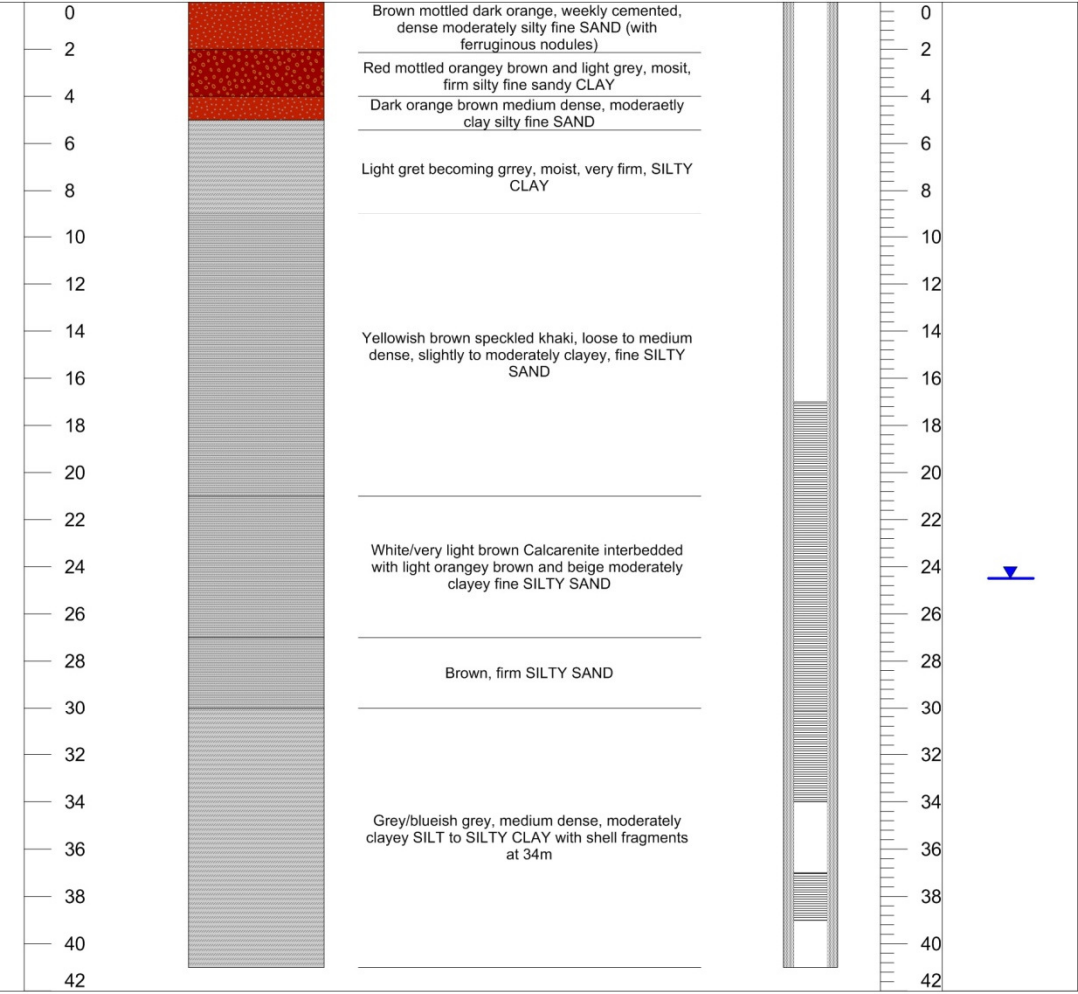 0
2
4
6
8
10
12
14
16
18
20
22
24
26
28
30
32
34
36
38
40
42
Brown mottled dark orange, weekly cemented,
dense moderately silty fine SAND (with
ferruginous nodules)
Red mottled orangey brown and light grey, mosit,
firm silty fine sandy CLAY
Dark orange brown medium dense, moderaetly
clay silty fine SAND
Light gret becoming grrey, moist, very firm, SILTY
CLAY
Yellowish brown speckled khaki, loose to medium
dense, slightly to moderately clayey, fine SILTY
SAND
White/very light brown Calcarenite interbedded
with light orangey brown and beige moderately
clayey fine SILTY SAND
Brown, firm SILTY SAND
Grey/blueish grey, medium dense, moderately
clayey SILT to SILTY CLAY with shell fragments
at 34m
0
2
4
6
8
10
12
14
16
18
20
22
24
26
28
30
32
34
36
38
40
42